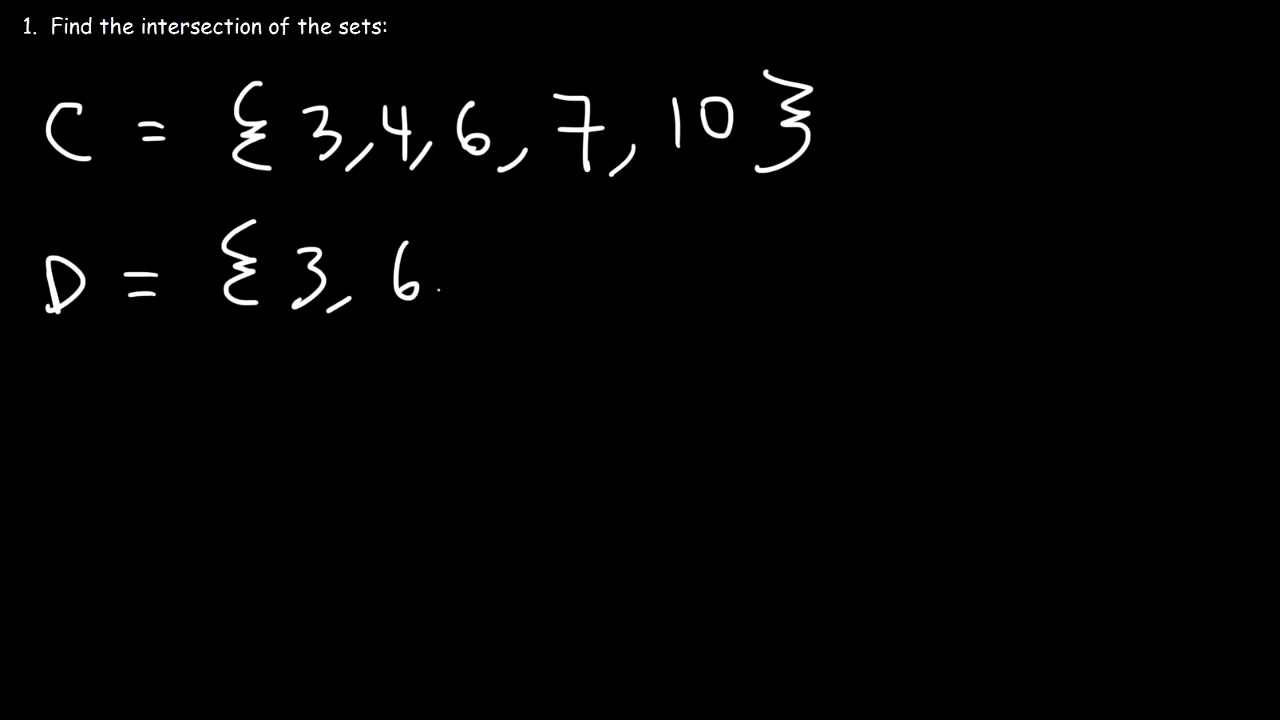 1. Find the intersection of the sets:
C = { 3, 4, 6, 7, 10 }
D = { 3, 6